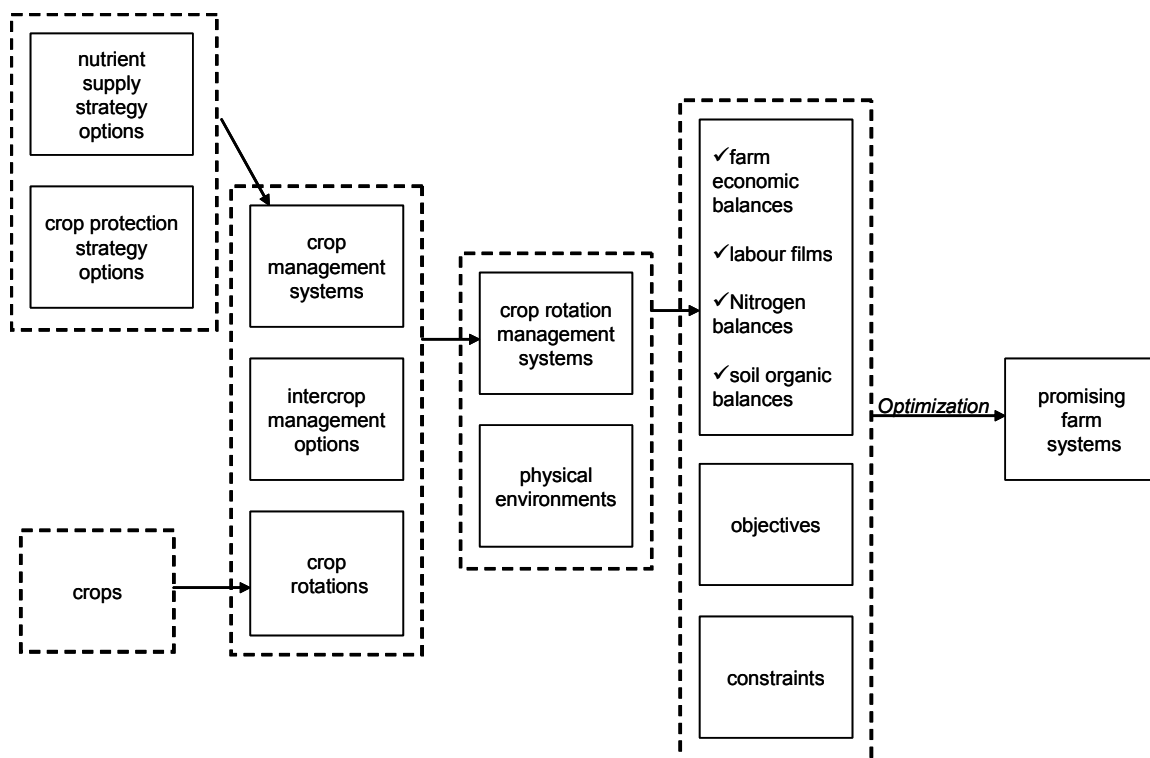 nutrient
supply
strategy
options
crop protection
strategy
options
crops
crop
management
systems
intercrop
management
options
crop
rotations
crop rotation
management
systems
physical
environments
✓farm
economic
balances
✓labour films
✓Nitrogen
balances
✓soil organic
balances
objectives
constraints
Optimization
promising
farm
systems